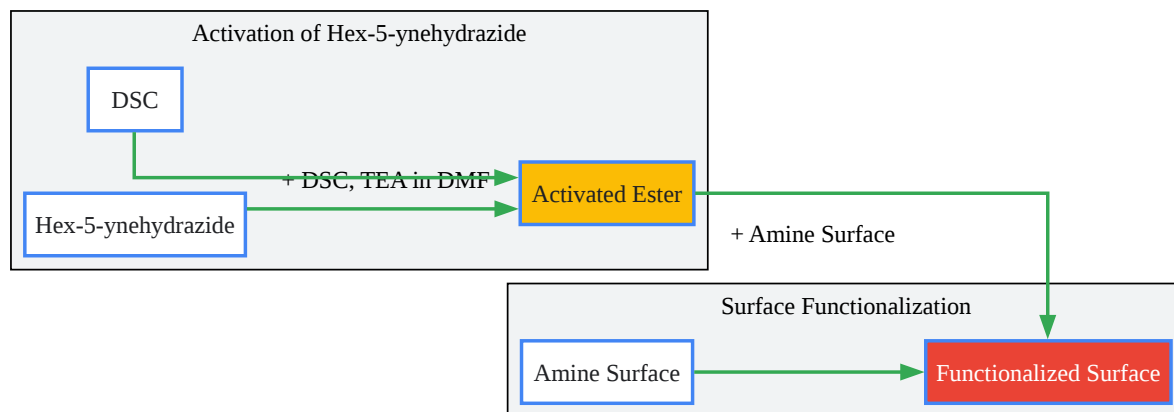 Activation of Hex-5-ynehydrazide
DSC
+ DSC, TEA in DMF
Hex-5-ynehydrazide
Activated Ester
+ Amine Surface
Surface Functionalization
Amine Surface
Functionalized Surface